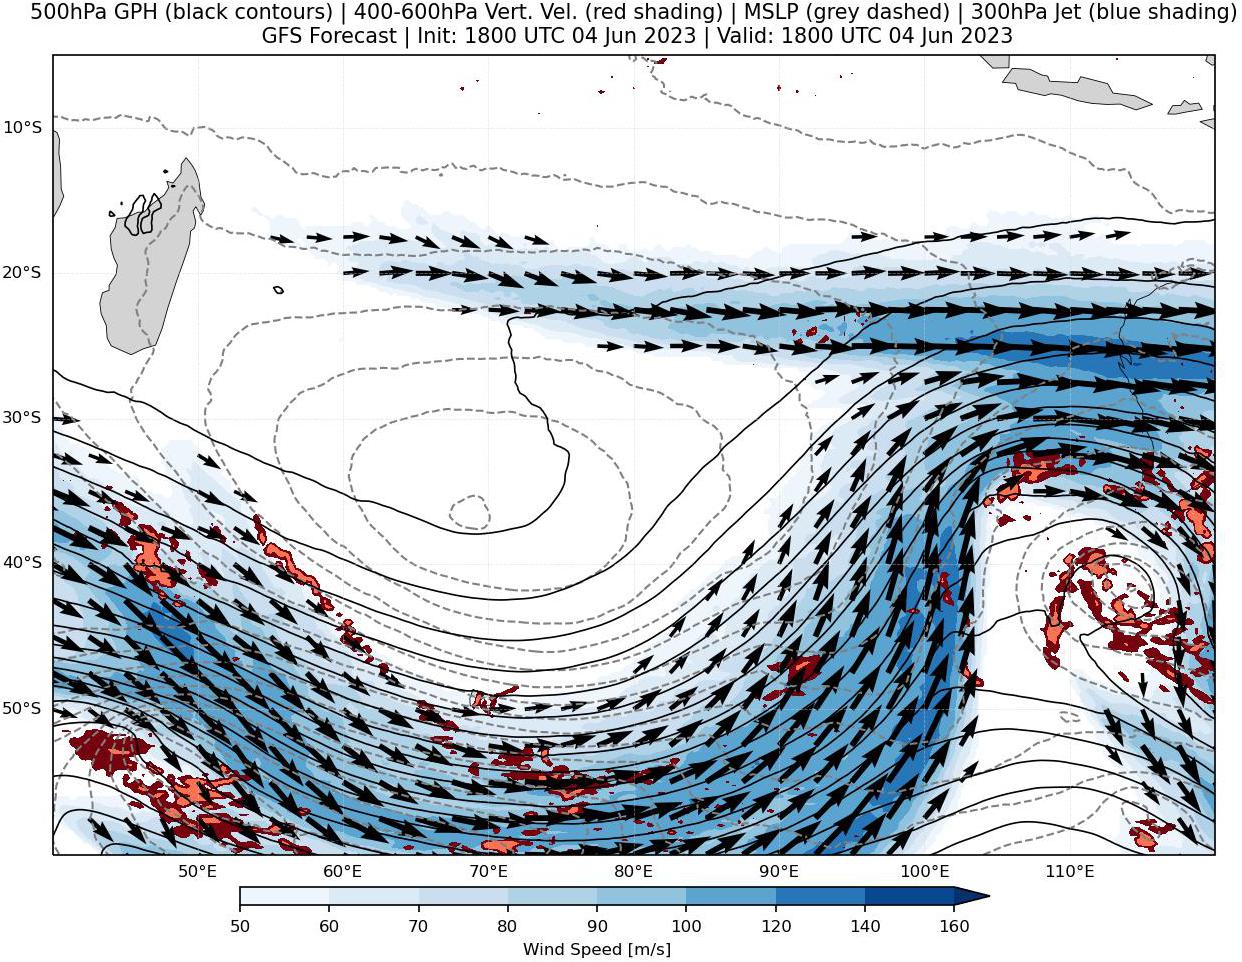 500hPa GPH (black contours) | 400-600hPa Vert. Vel. (red shading) | MSLP (grey dashed) | 300hPa Jet (blue shading)
GFS Forecast | Init: 1800 UTC 04 Jun 2023 | Valid: 1800 UTC 04 Jun 2023
10°S
20°S
30°S
40°S
50°S
50°E 60°E 70°E 80°E 90°E 100°E 110°E
50 60 70 80 90 100 120 140 160
Wind Speed [m/s]